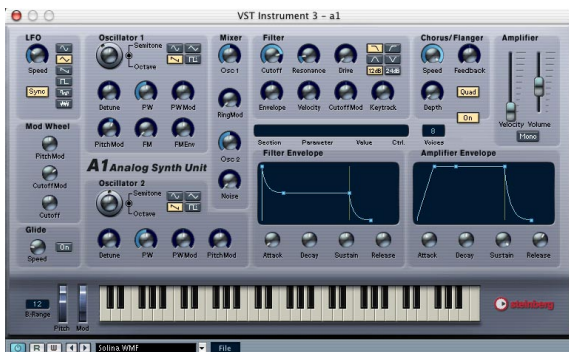 VST Instrument 3 - a1
LFO
Speed
Sync
Mod Wheel
PitchMod
CutoffMod
Cutoff
Glide
Speed
On
Oscillator 1
Semitone
Octave
Detune
PW
PWMod
PitchMod
FM
FMEnv
A1 Analog Synth Unit
Oscillator 2
Semitone
Octave
Detune
PW
PWMod
PitchMod
Mixer
Osc 1
RingMod
Osc 2
Noise
Filter
Cutoff
Resonance
Drive
12dB
24dB
Envelope
Velocity
CutoffMod
Keytrack
Section
Parameter
Value
Ctrl.
Chorus/Flanger
Speed
Feedback
Depth
Quad
On
8
Voices
Amplifier
Velocity
Volume
Mono
Filter Envelope
Attack
Decay
Sustain
Release
Amplifier Envelope
Attack
Decay
Sustain
Release
12
B-Range
Pitch
Mod
steinberg
R
W
Solina WMF
File